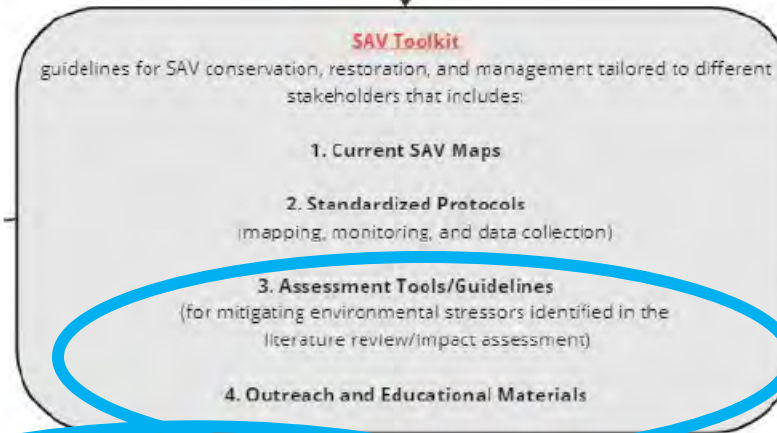 SAV Toolkit
guidelines for SAV conservation, restoration, and management tailored to different
stakeholders that includes:
1. Current SAV Maps
2. Standardized Protocols
(mapping, monitoring, and data collection)
3. Assessment Tools/Guidelines
(for mitigating environmental stressors identified in the
literature review/impact assessment)
4. Outreach and Educational Materials